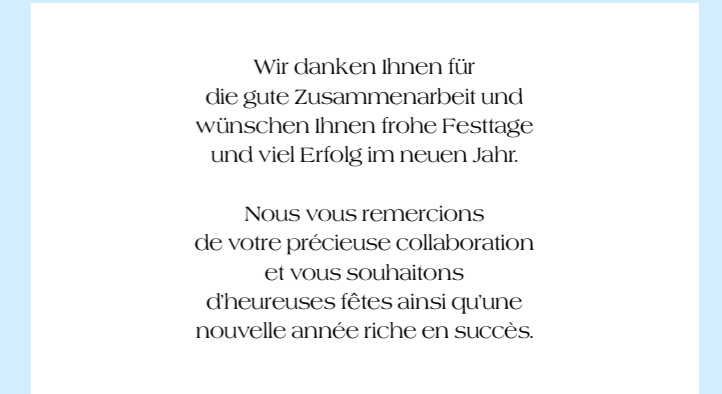 Wir danken Ihnen für
die gute Zusammenarbeit und
wünschen Ihnen frohe Festtage
und viel Erfolg im neuen Jahr.
Nous vous remercions
de votre précieuse collaboration
et vous souhaitons
d'heureuses fêtes ainsi qu'une
nouvelle année riche en succès.